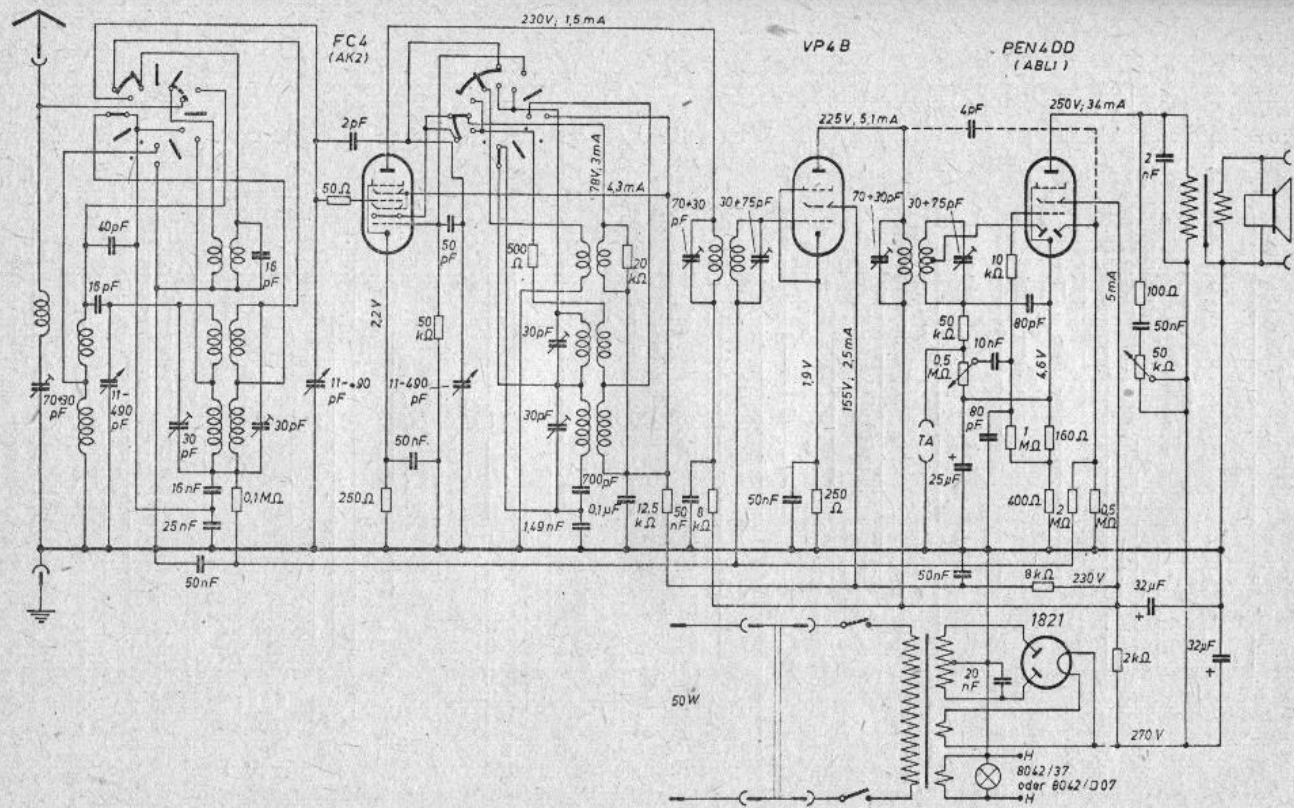 230V; 1,5mA
FC4
(AK2)
VP4B
PEN4DD
(ABL1)
2pF
50Ω
78V, 3mA
4,3mA
225V, 5,1mA
4pF
250V; 34mA
2
nF
40pF
16
pF
16pF
50
pF
500
Ω
20
kΩ
70+30
pF
30+75pF
70+30pF
30+75pF
10
kΩ
5mA
100Ω
50nF
50
kΩ
2,2V
50
kΩ
30pF
30pF
1,9V
155V, 2,5mA
50
kΩ
10nF
0,5
MΩ
80pF
4,6V
70+30
pF
11-
490
pF
30
pF
30pF
pF
11-490
pF
TA
80
pF
1
MΩ
160Ω
25µF
16nF
0,1MΩ
25nF
250Ω
50nF
700pF
1,49nF
0,1µF
12,5
kΩ
50
nF
8
kΩ
50nF
250
Ω
400Ω
2
MΩ
0,5
MΩ
50nF
50nF
8kΩ
230V
32µF
1821
2kΩ
32µF
50W
20
nF
270V
H
8042/37
oder 8042/D07
H